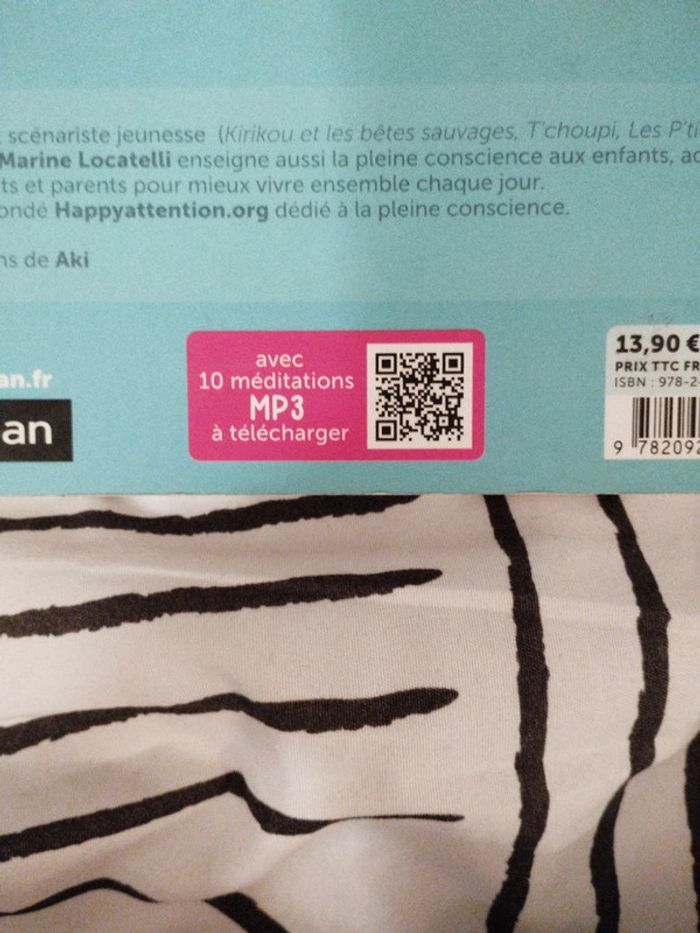 scénariste jeunesse (Kirikou et les bêtes sauvages, T'choupi, Les P'ti
Marine Locatelli enseigne aussi la pleine conscience aux enfants, ad
ts et parents pour mieux vivre ensemble chaque jour.
ondé Happyattention.org dédié à la pleine conscience.
ns de Aki
an.fr
an
avec
10 méditations
MP3
à télécharger
13,90 €
PRIX TTC FR
ISBN : 978-2-
9 782092